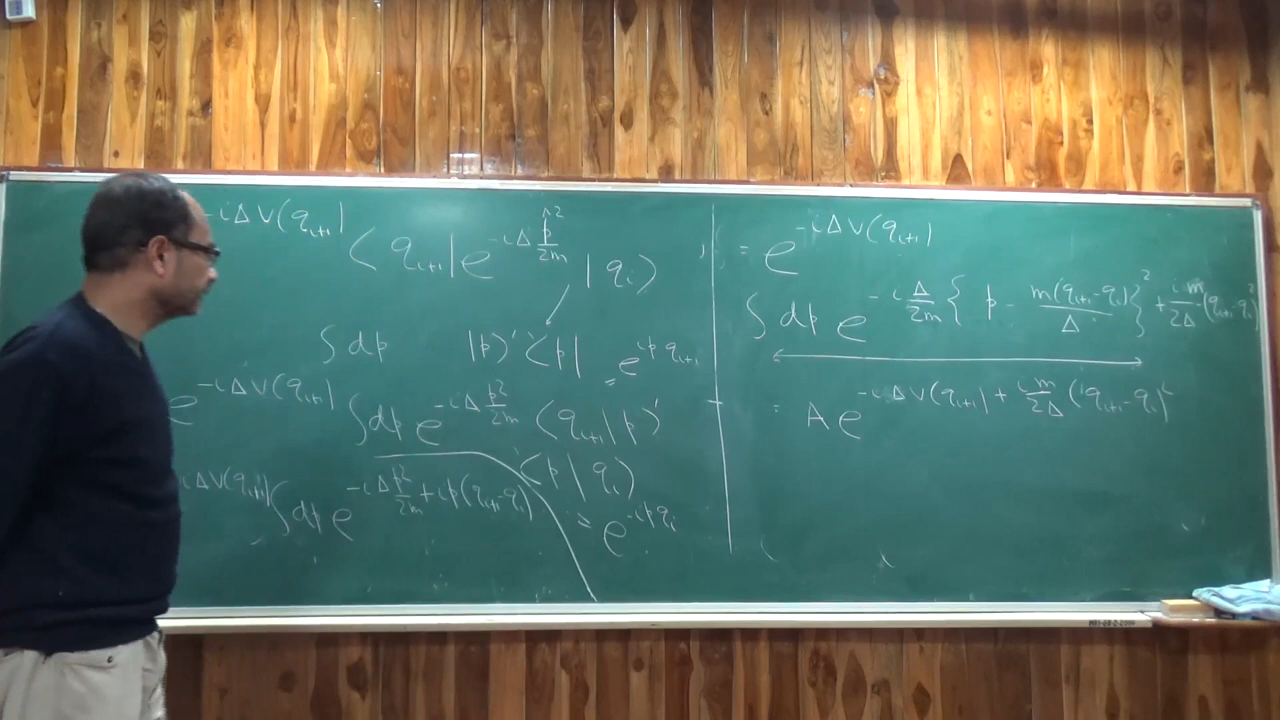 -iΔV(q_{i+1}) ⟨q_{i+1}|e^{-iΔ p̂²/2m} |q_i⟩
∫dp |p⟩⟨p| = e^{ip q_{i+1}}
e^{-iΔV(q_{i+1})} ∫dp e^{-iΔ p²/2m} ⟨q_{i+1}|p⟩
⟨p|q_i⟩
-iΔV(q_{i+1}) ∫dp e^{-iΔ p²/2m + ip(q_{i+1}-q_i)} = e^{-ipq_i}
= e^{-iΔV(q_{i+1})}
∫dp e^{-i Δ/2m {p - m(q_{i+1}-q_i)/Δ}² + im/2Δ (q_{i+1}-q_i)²}
= A e^{-iΔV(q_{i+1}) + im/2Δ (q_{i+1}-q_i)²}